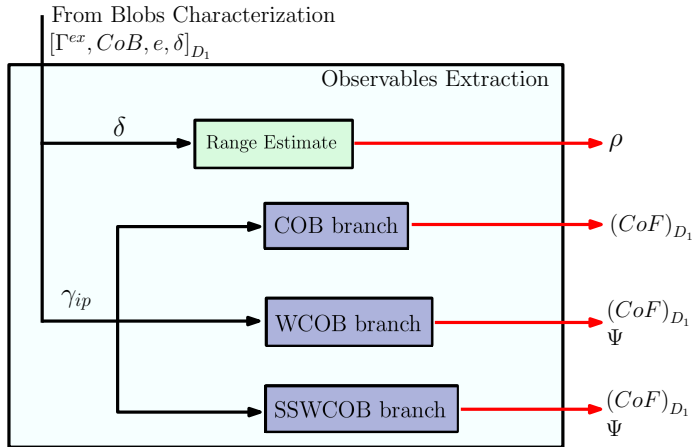 From Blobs Characterization
[Γ^{ex}, CoB, e, δ]_{D_1}
Observables Extraction
δ
Range Estimate
ρ
COB branch
(CoF)_{D_1}
γ_{ip}
WCOB branch
(CoF)_{D_1}
Ψ
SSWCOB branch
(CoF)_{D_1}
Ψ